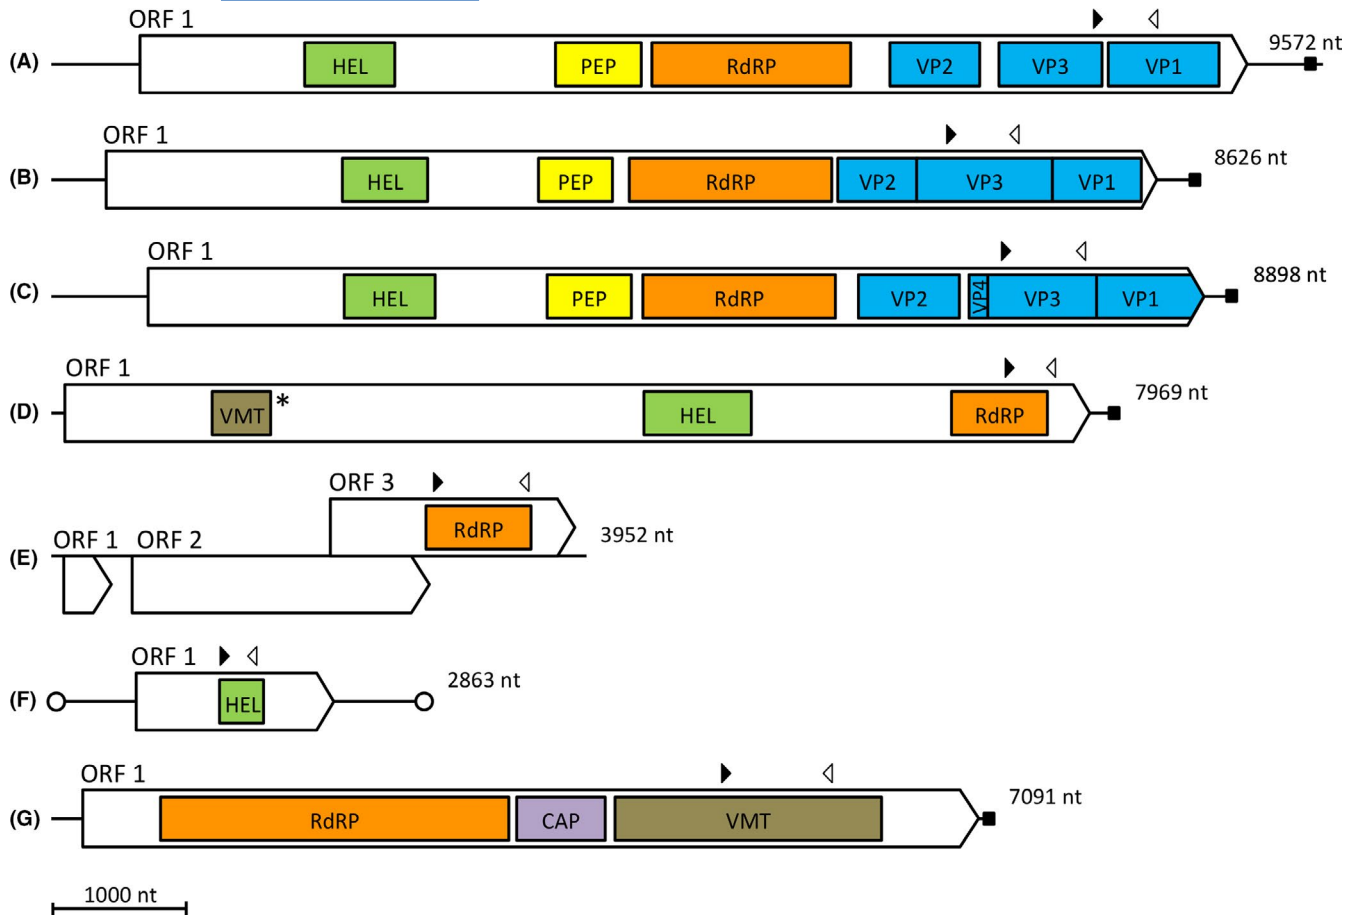 ORF 1
(A) HEL PEP RdRP VP2 VP3 VP1 9572 nt
ORF 1
(B) HEL PEP RdRP VP2 VP3 VP1 8626 nt
ORF 1
(C) HEL PEP RdRP VP2 VP4 VP3 VP1 8898 nt
ORF 1
(D) VMT * HEL RdRP 7969 nt
ORF 3
(E) ORF 1 ORF 2 RdRP 3952 nt
ORF 1
(F) HEL 2863 nt
ORF 1
(G) RdRP CAP VMT 7091 nt
1000 nt